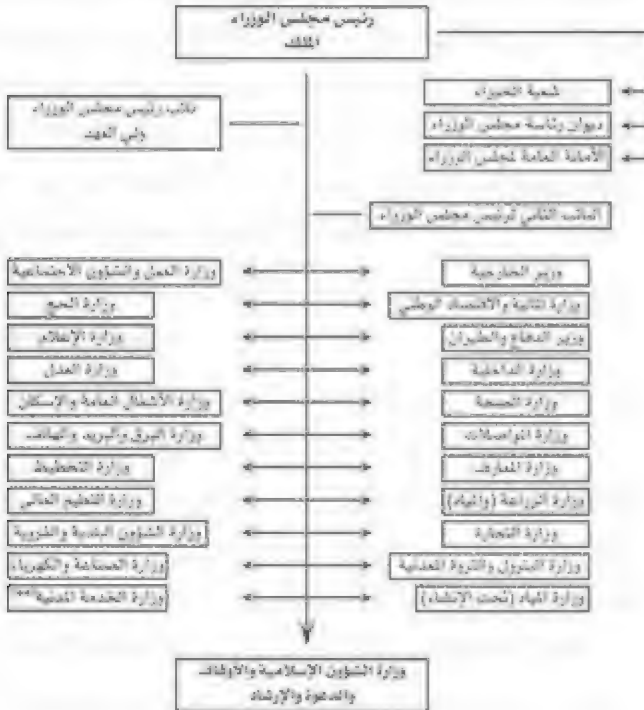 رئيس مجلس الوزراء
الملك
شعبة الخبراء
نائب رئيس مجلس الوزراء
ولي العهد
ديوان رئاسة مجلس الوزراء
الأمانة العامة لمجلس الوزراء
النائب الثاني لرئيس مجلس الوزراء
وزير الخارجية
وزارة العمل والشؤون الاجتماعية
وزارة المالية والاقتصاد الوطني
وزارة الحج
وزير الدفاع والطيران
وزارة الإعلام
وزارة الداخلية
وزارة العدل
وزارة الصحة
وزارة الأشغال العامة والإسكان
وزارة المواصلات
وزارة البرق والبريد والهاتف
وزارة المعارف
وزارة التخطيط
وزارة الزراعة (والمياه)
وزارة التعليم العالي
وزارة التجارة
وزارة الشؤون البلدية والقروية
وزارة البترول والثروة المعدنية
وزارة الصناعة والكهرباء
وزارة المياه (تحت الإنشاء)
وزارة الخدمة المدنية**
وزارة الشؤون الإسلامية والأوقاف
والدعوة والإرشاد